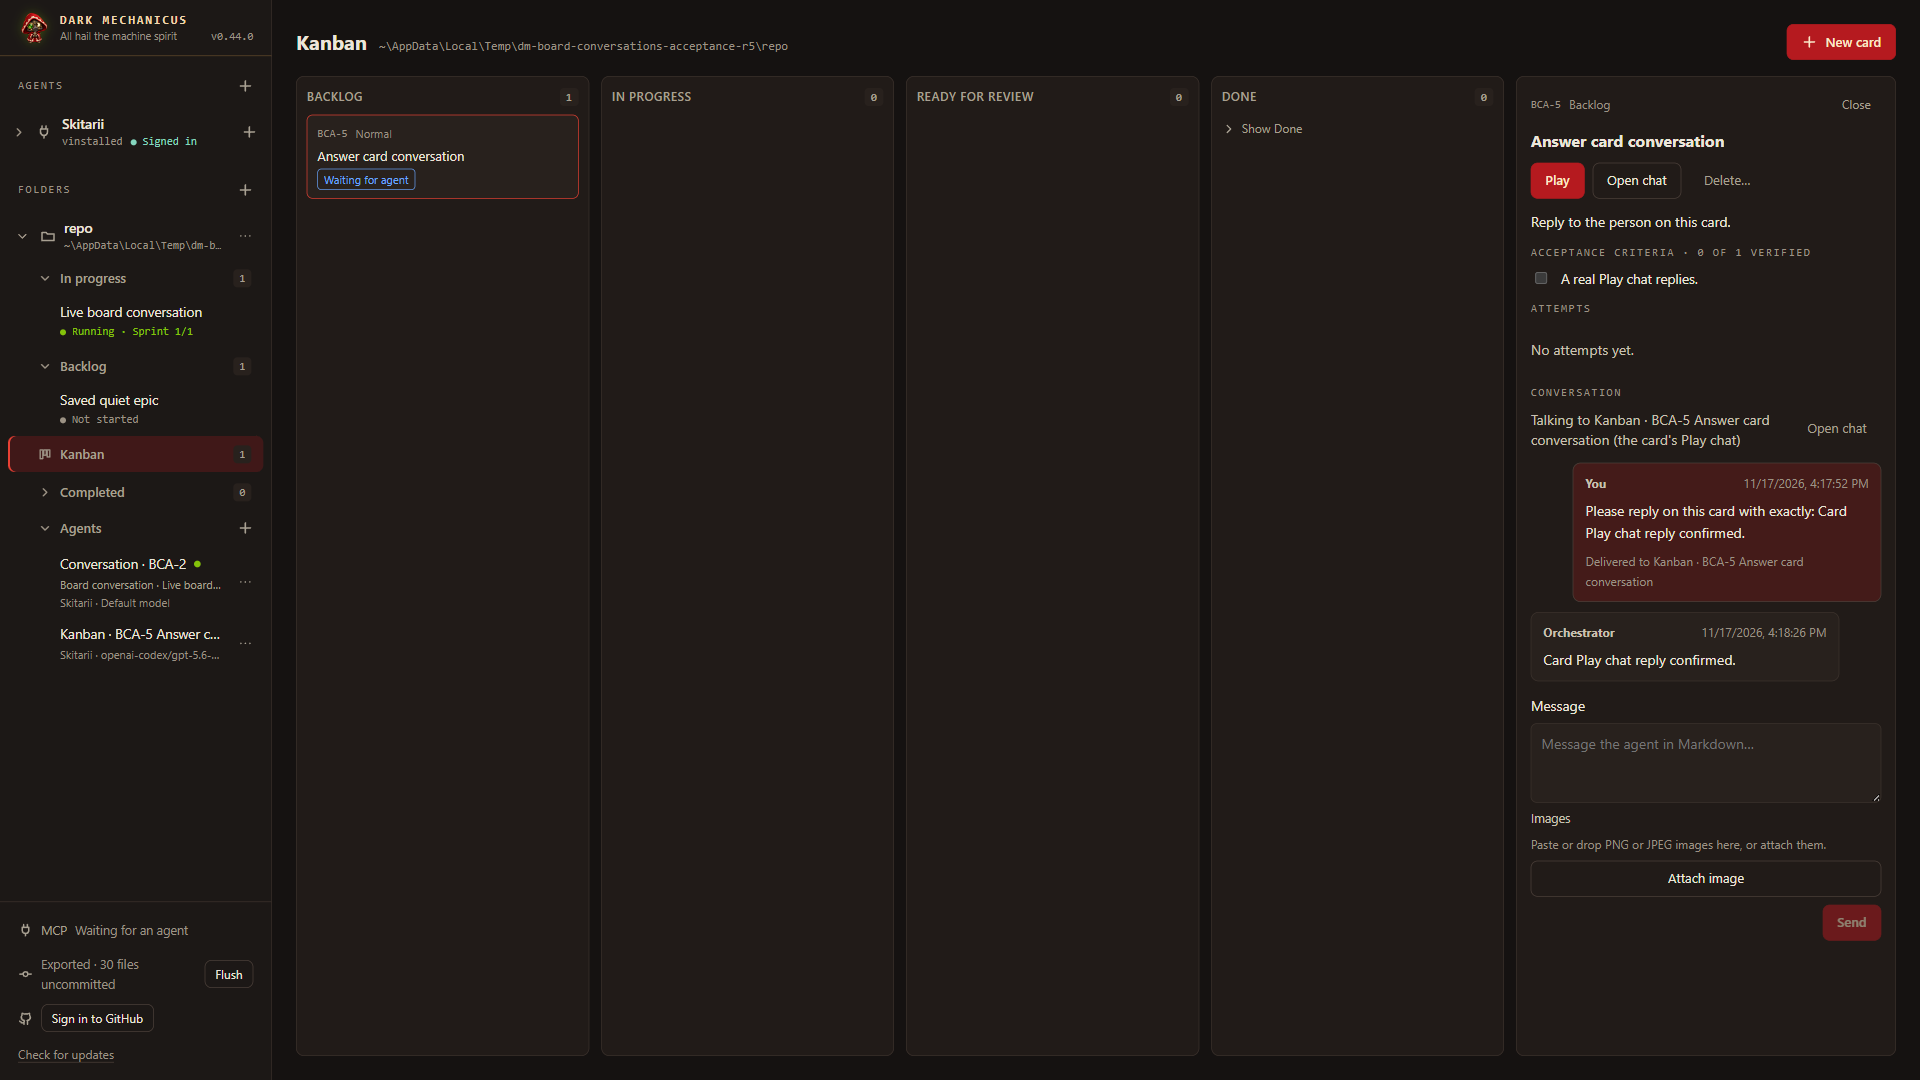 DARK MECHANICUS
All hail the machine spirit
v0.44.0
AGENTS
Skitarii
vinstalled
Signed in
FOLDERS
repo
~\AppData\Local\Temp\dm-b…
In progress
1
Live board conversation
Running · Sprint 1/1
Backlog
1
Saved quiet epic
Not started
Kanban
1
Completed
0
Agents
Conversation · BCA-2
Board conversation · Live board…
Skitarii · Default model
Kanban · BCA-5 Answer c…
Skitarii · openai-codex/gpt-5.6-…
MCP Waiting for an agent
Exported · 30 files
uncommitted
Flush
Sign in to GitHub
Check for updates
Kanban
~\AppData\Local\Temp\dm-board-conversations-acceptance-r5\repo
New card
BACKLOG
1
BCA-5 Normal
Answer card conversation
Waiting for agent
IN PROGRESS
0
READY FOR REVIEW
0
DONE
0
Show Done
BCA-5 Backlog
Close
Answer card conversation
Play
Open chat
Delete…
Reply to the person on this card.
ACCEPTANCE CRITERIA · 0 OF 1 VERIFIED
A real Play chat replies.
ATTEMPTS
No attempts yet.
CONVERSATION
Talking to Kanban · BCA-5 Answer card
conversation (the card's Play chat)
Open chat
You
11/17/2026, 4:17:52 PM
Please reply on this card with exactly: Card
Play chat reply confirmed.
Delivered to Kanban · BCA-5 Answer card
conversation
Orchestrator
11/17/2026, 4:18:26 PM
Card Play chat reply confirmed.
Message
Message the agent in Markdown…
Images
Paste or drop PNG or JPEG images here, or attach them.
Attach image
Send